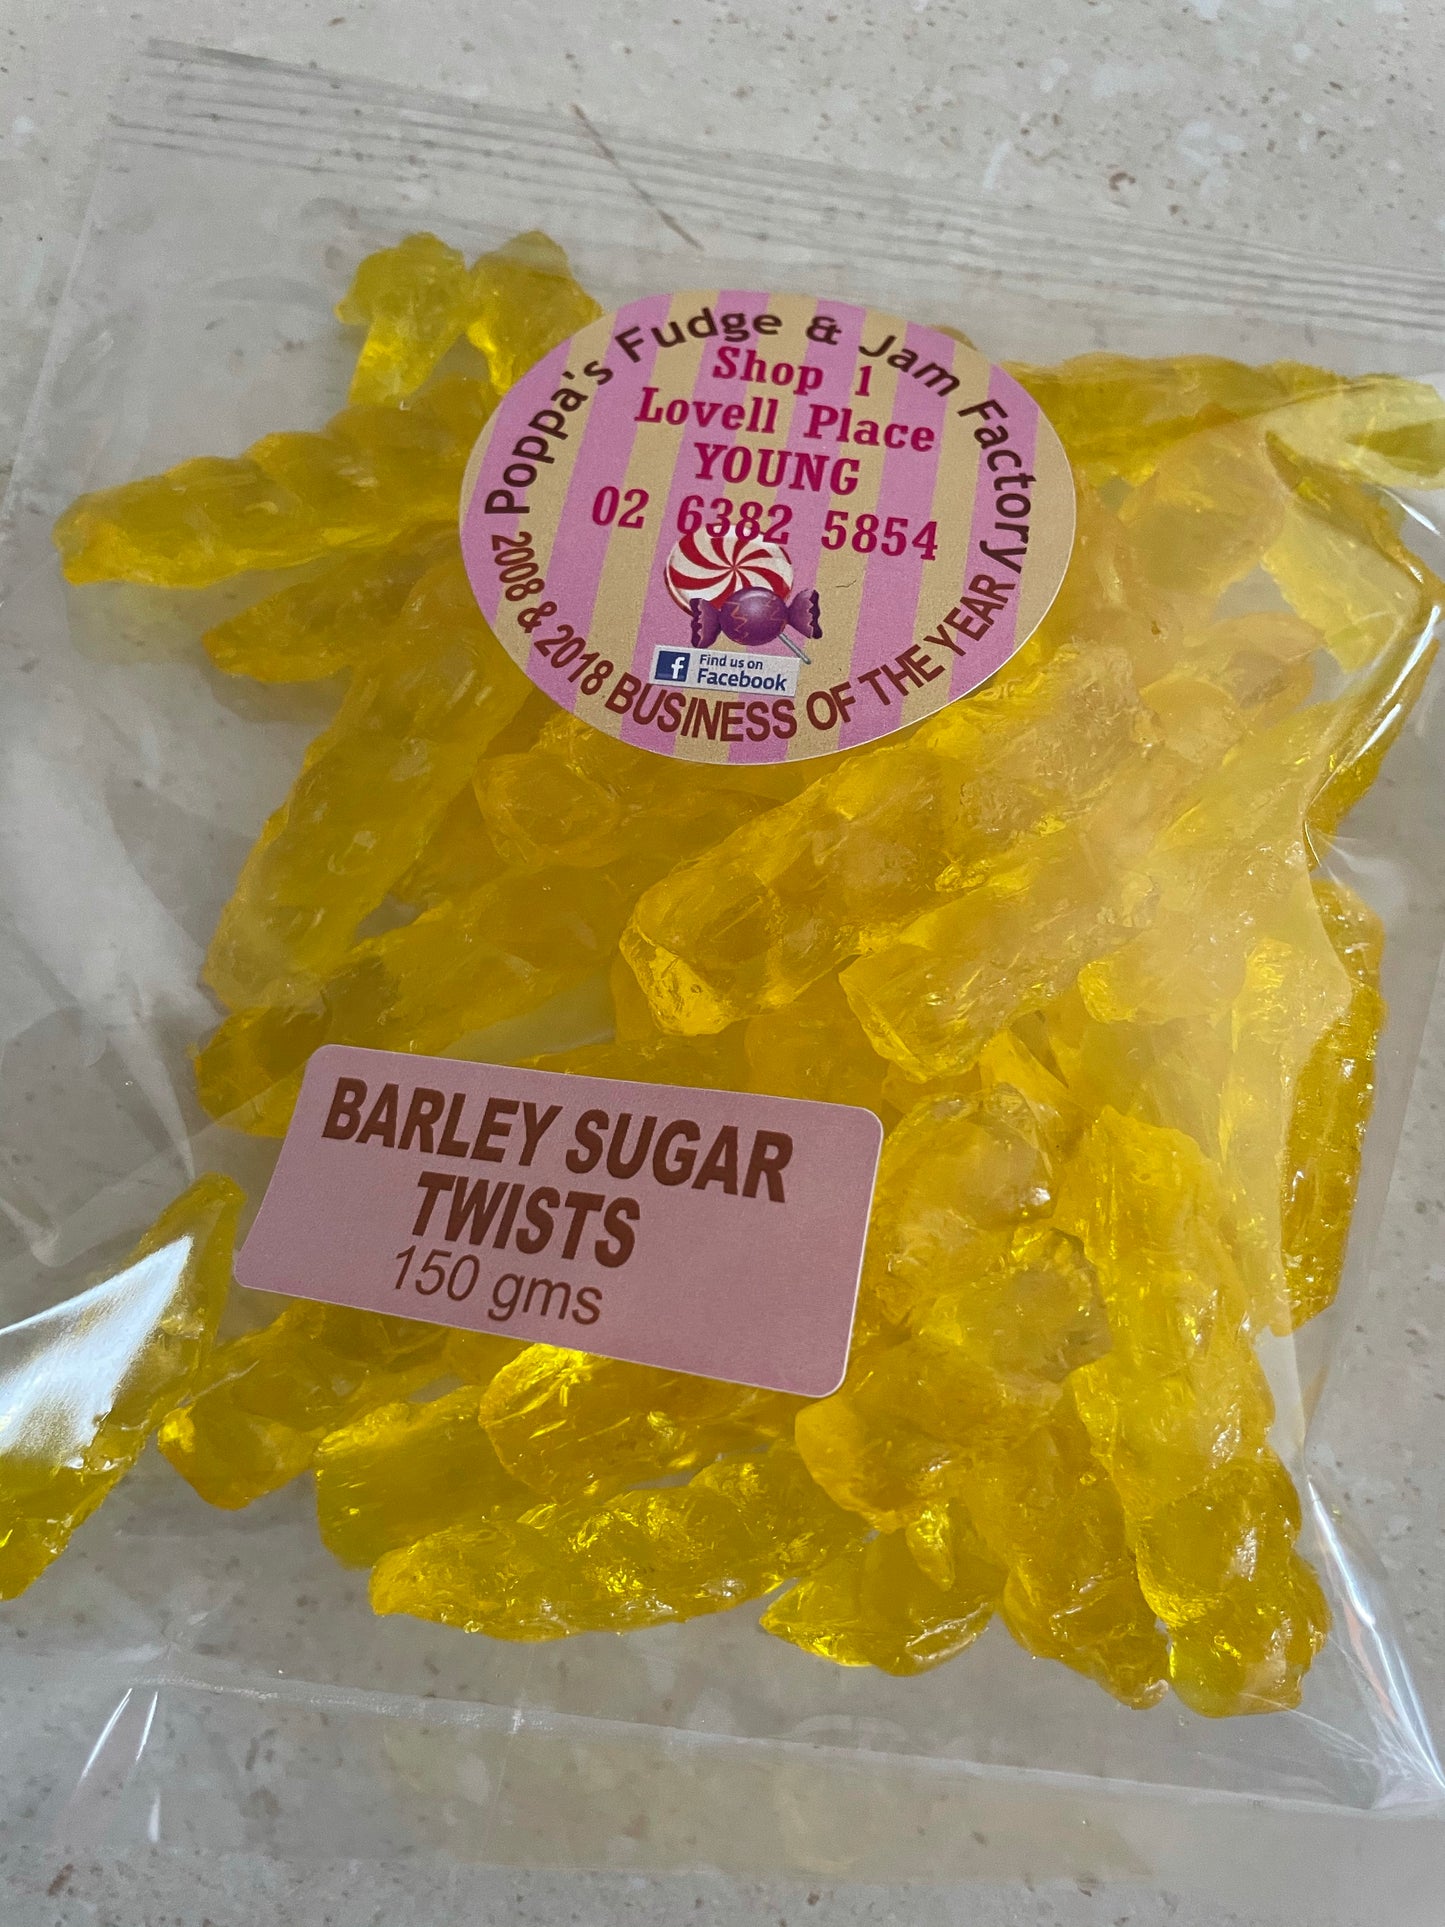 Poppa's Fudge & Jam Factory
Shop 1
Lovell Place
YOUNG
02 6382 5854
f Find us on
Facebook
2008 & 2018 BUSINESS OF THE YEAR
BARLEY SUGAR
TWISTS
150 gms